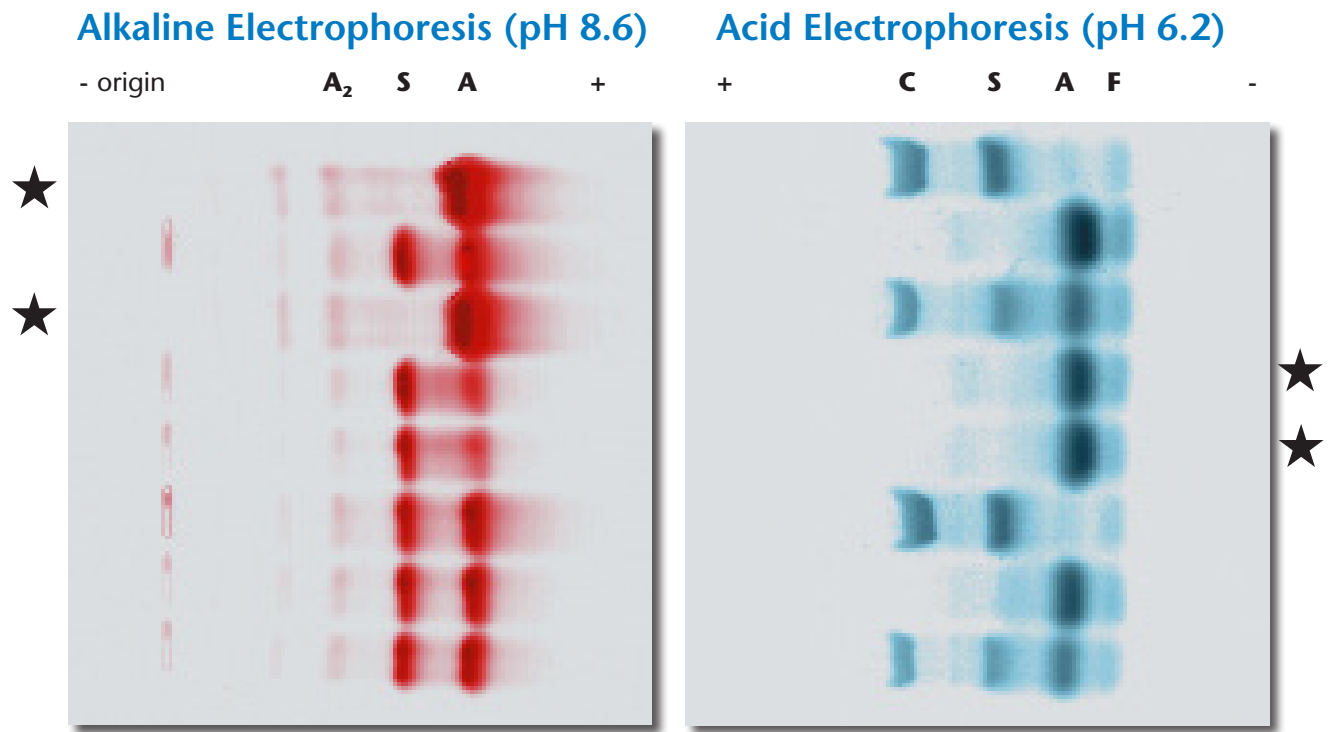 Alkaline Electrophoresis (pH 8.6) Acid Electrophoresis (pH 6.2)
- origin A₂ S A + + C S A F -